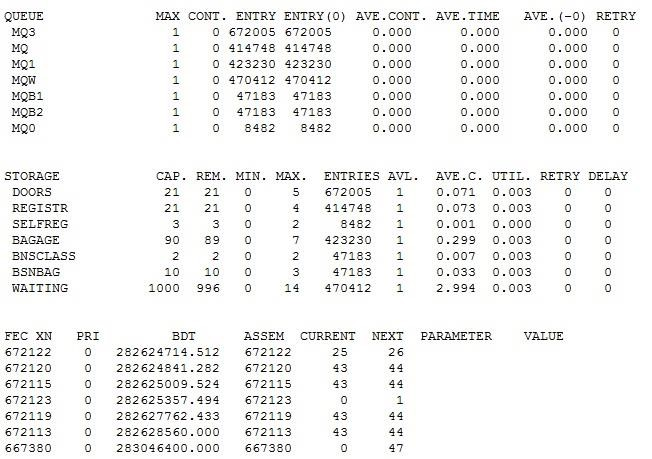 QUEUE MAX CONT. ENTRY ENTRY(0) AVE.CONT. AVE.TIME AVE.(-0) RETRY
MQ3 1 0 672005 672005 0.000 0.000 0.000 0
MQ 1 0 414748 414748 0.000 0.000 0.000 0
MQ1 1 0 423230 423230 0.000 0.000 0.000 0
MQW 1 0 470412 470412 0.000 0.000 0.000 0
MQB1 1 0 47183 47183 0.000 0.000 0.000 0
MQB2 1 0 47183 47183 0.000 0.000 0.000 0
MQ0 1 0 8482 8482 0.000 0.000 0.000 0
STORAGE CAP. REM. MIN. MAX. ENTRIES AVL. AVE.C. UTIL. RETRY DELAY
DOORS 21 21 0 5 672005 1 0.071 0.003 0 0
REGISTR 21 21 0 4 414748 1 0.073 0.003 0 0
SELFREG 3 3 0 2 8482 1 0.001 0.000 0 0
BAGAGE 90 89 0 7 423230 1 0.299 0.003 0 0
BNSCLASS 2 2 0 2 47183 1 0.007 0.003 0 0
BSNBAG 10 10 0 3 47183 1 0.033 0.003 0 0
WAITING 1000 996 0 14 470412 1 2.994 0.003 0 0
FEC XN PRI BDT ASSEM CURRENT NEXT PARAMETER VALUE
672122 0 282624714.512 672122 25 26
672120 0 282624841.282 672120 43 44
672115 0 282625009.524 672115 43 44
672123 0 282625357.494 672123 0 1
672119 0 282627762.433 672119 43 44
672113 0 282628560.000 672113 43 44
667380 0 283046400.000 667380 0 47